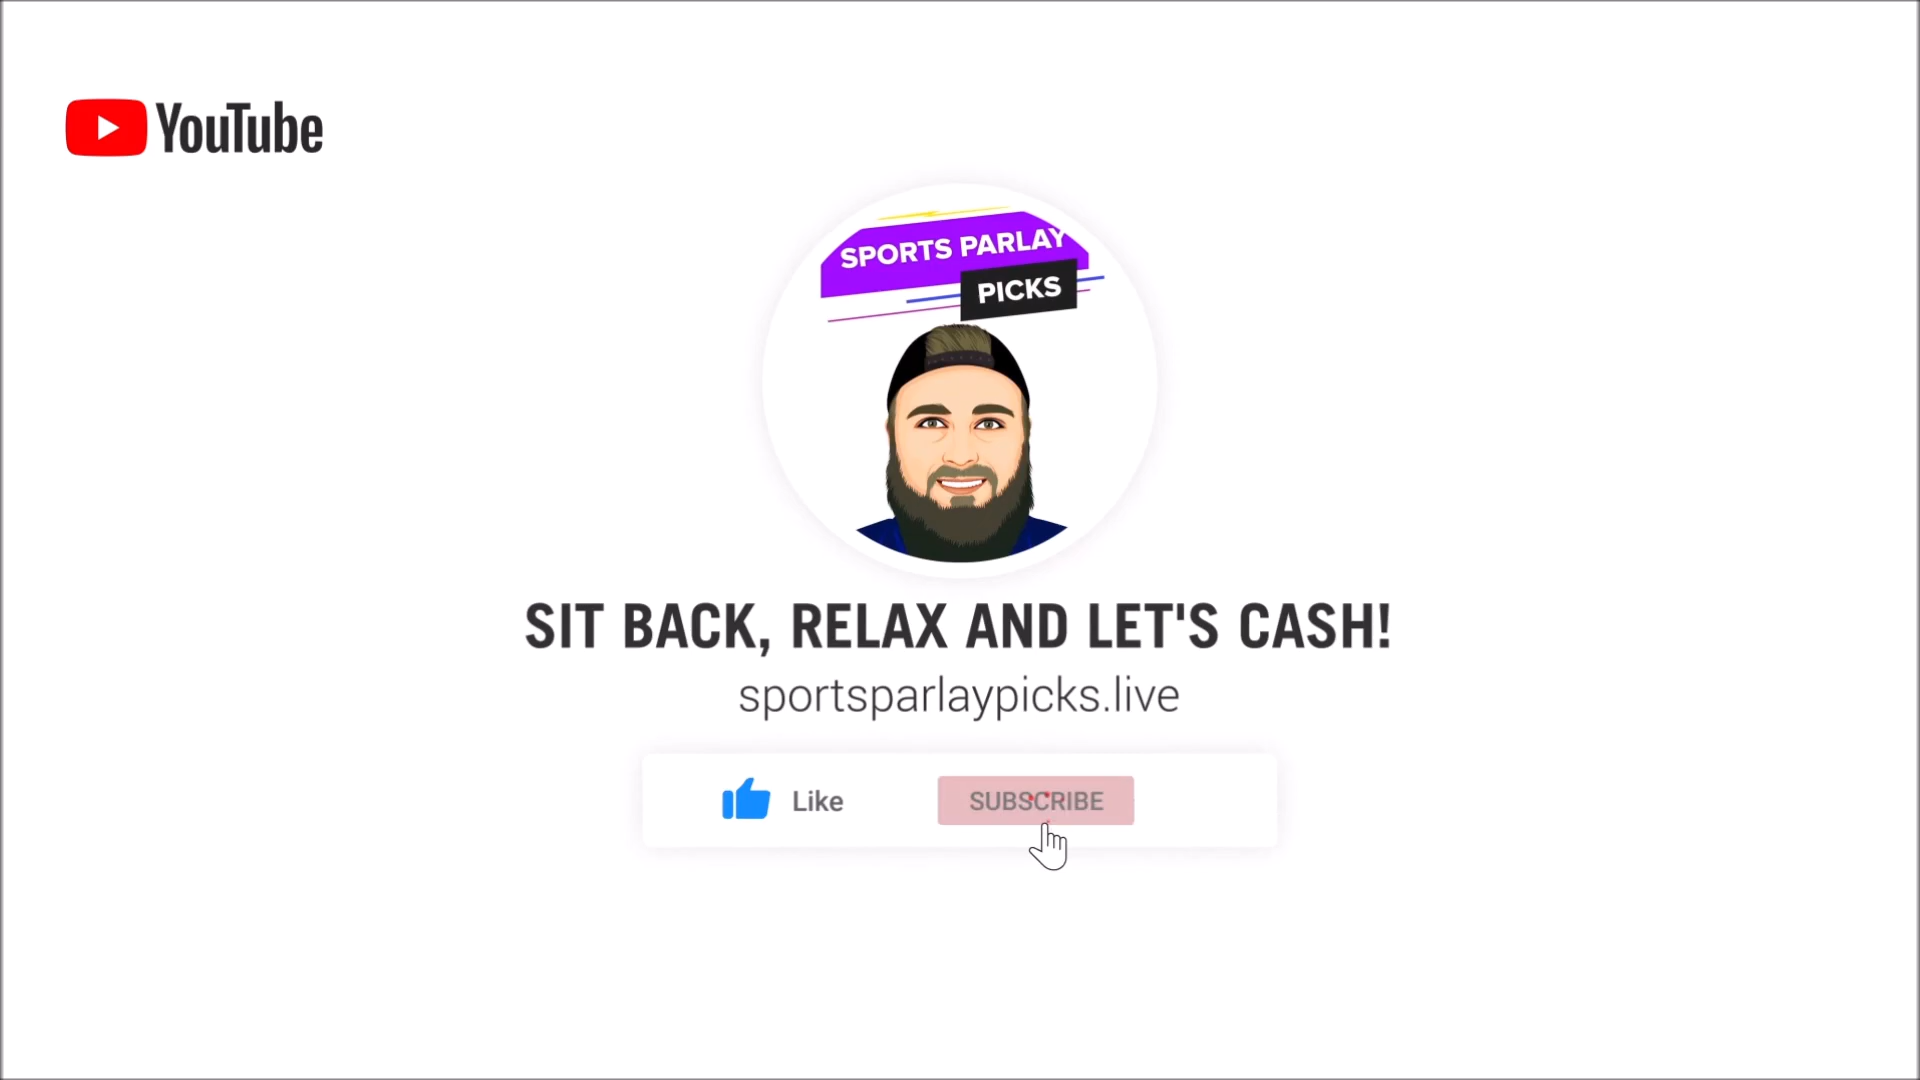 YouTube
SPORTS PARLAY
PICKS
SIT BACK, RELAX AND LET'S CASH!
sportsparlaypicks.live
Like
SUBSCRIBE